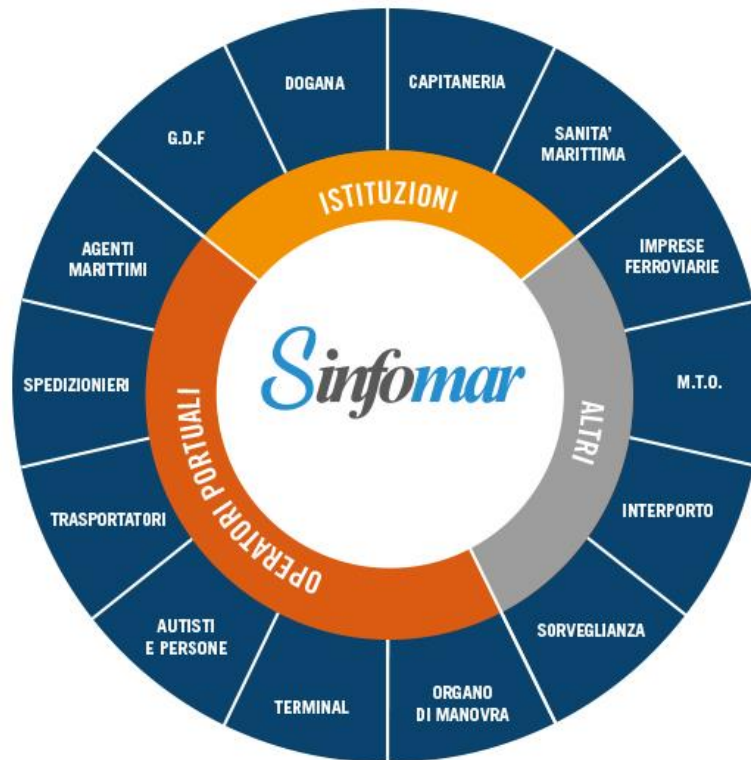 DOGANA
CAPITANERIA
SANITA'
MARITTIMA
G.D.F
ISTITUZIONI
IMPRESE
FERROVIARIE
AGENTI
MARITTIMI
M.T.O.
SPEDIZIONIERI
Sinfomar
ALTRI
OPERATORI PORTUALI
INTERPORTO
TRASPORTATORI
SORVEGLIANZA
AUTISTI
E PERSONE
TERMINAL
ORGANO
DI MANOVRA